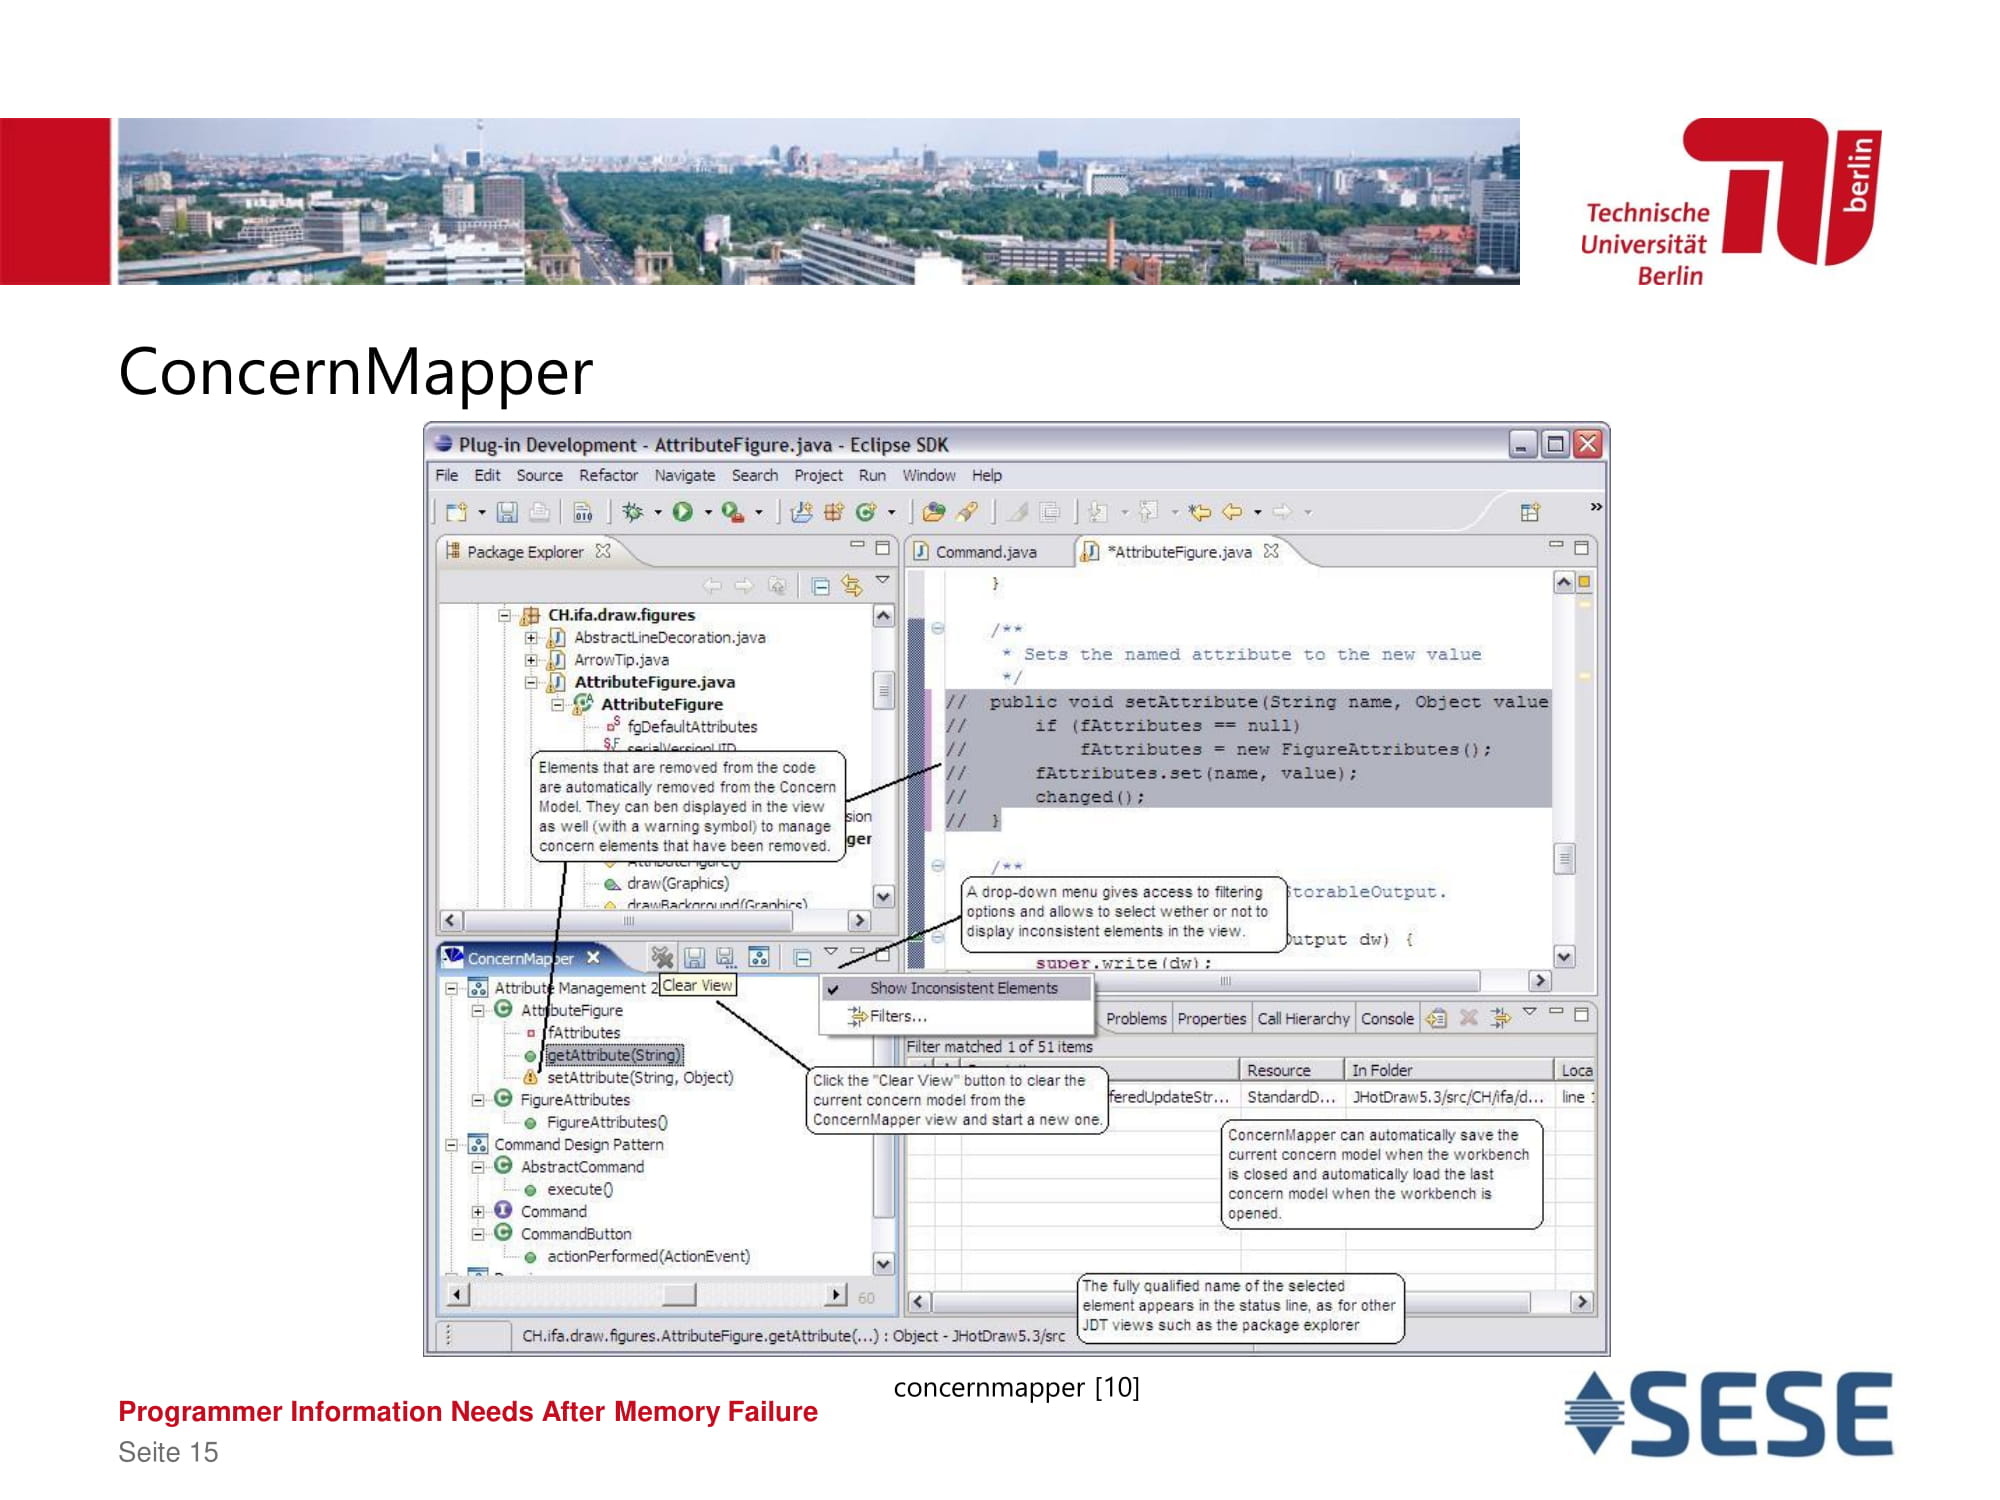 Technische
Universität
Berlin
berlin
ConcernMapper
Plug-in Development - AttributeFigure.java - Eclipse SDK
File Edit Source Refactor Navigate Search Project Run Window Help
Package Explorer
CH.ifa.draw.figures
AbstractLineDecoration.java
ArrowTip.java
AttributeFigure.java
AttributeFigure
fgDefaultAttributes
serialVersionUID
Elements that are removed from the code
are automatically removed from the Concern
Model. They can ben displayed in the view
as well (with a warning symbol) to manage
concern elements that have been removed.
sion
ger
AttributeFigure()
draw(Graphics)
drawBackground(Graphics)
Command.java *AttributeFigure.java
}
/**
* Sets the named attribute to the new value
*/
// public void setAttribute(String name, Object value
// if (fAttributes == null)
// fAttributes = new FigureAttributes();
// fAttributes.set(name, value);
// changed();
// }
/**
StorableOutput.
Output dw) {
super.write(dw);
A drop-down menu gives access to filtering
options and allows to select wether or not to
display inconsistent elements in the view.
ConcernMapper
Clear View
Show Inconsistent Elements
Filters...
Attribute Management 2
AttributeFigure
fAttributes
getAttribute(String)
setAttribute(String, Object)
FigureAttributes
FigureAttributes()
Command Design Pattern
AbstractCommand
execute()
Command
CommandButton
actionPerformed(ActionEvent)
60
Click the "Clear View" button to clear the
current concern model from the
ConcernMapper view and start a new one.
Problems Properties Call Hierarchy Console
Filter matched 1 of 51 items
Resource In Folder Loca
feredUpdateStr... StandardD... JHotDraw5.3/src/CH/ifa/d... line
ConcernMapper can automatically save the
current concern model when the workbench
is closed and automatically load the last
concern model when the workbench is
opened.
The fully qualified name of the selected
element appears in the status line, as for other
JDT views such as the package explorer
CH.ifa.draw.figures.AttributeFigure.getAttribute(...) : Object - JHotDraw5.3/src
concernmapper [10]
Programmer Information Needs After Memory Failure
Seite 15
SESE